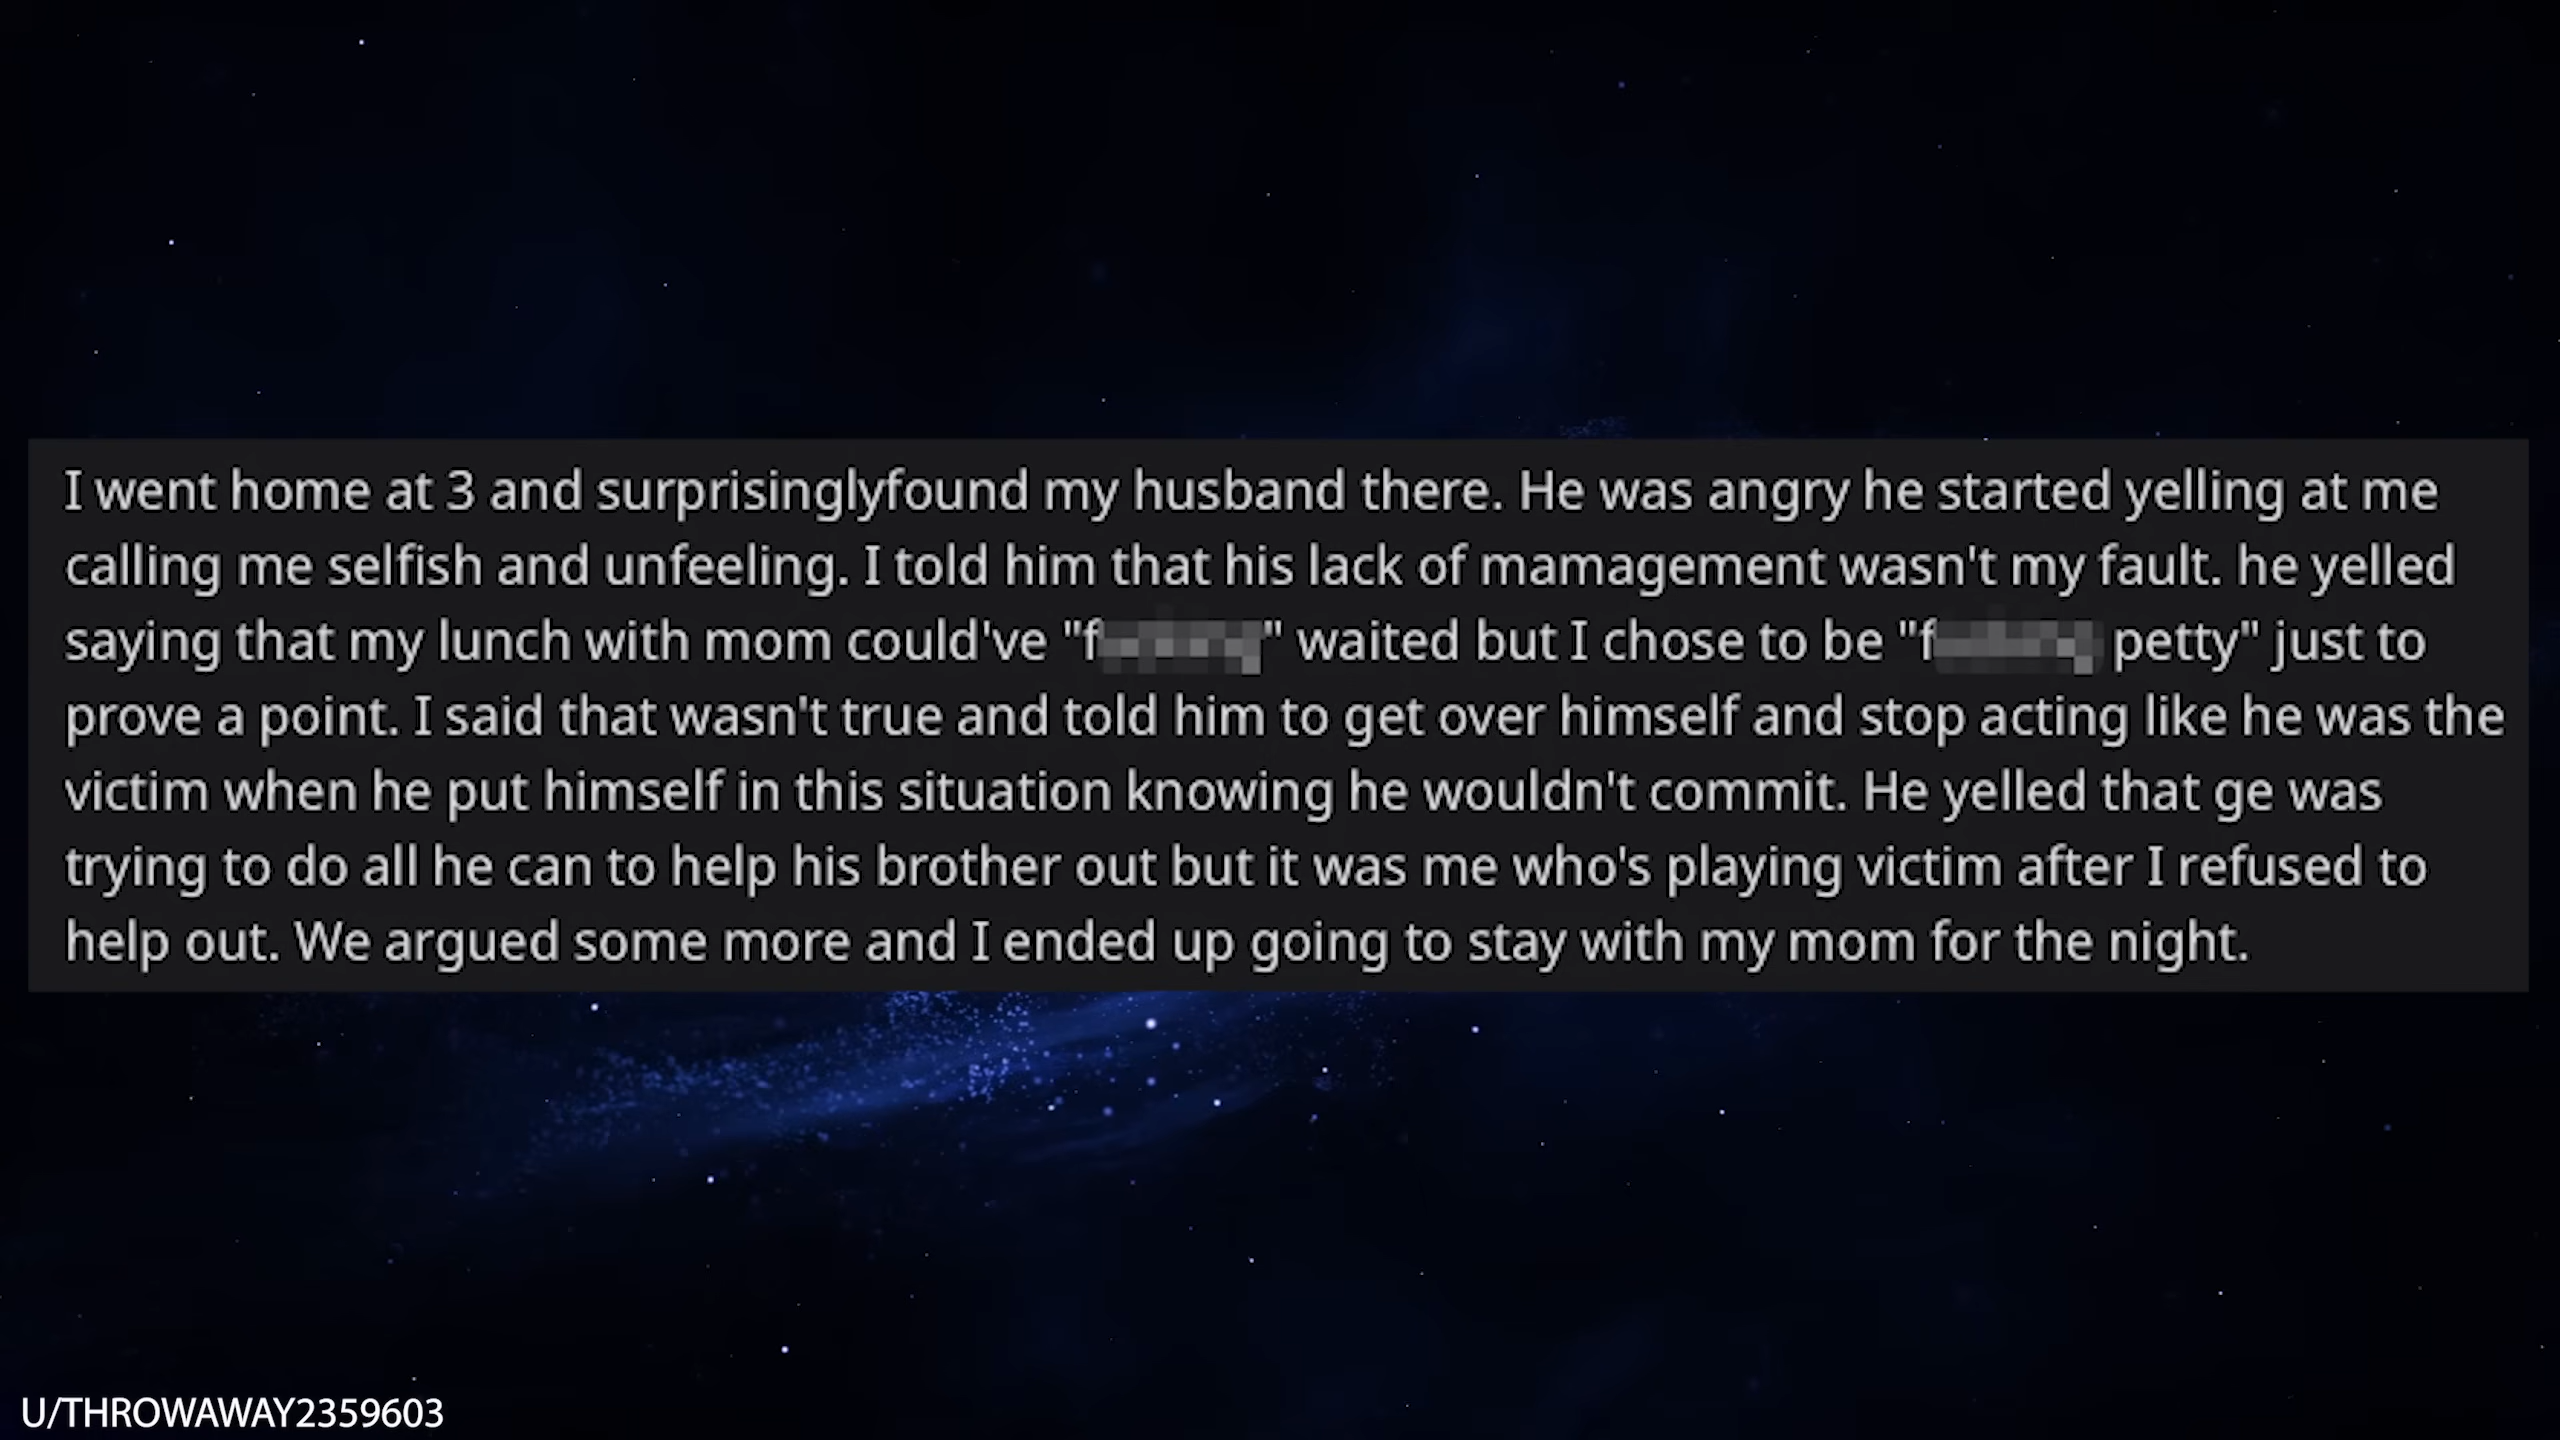 I went home at 3 and surprisinglyfound my husband there. He was angry he started yelling at me
calling me selfish and unfeeling. I told him that his lack of mamagement wasn't my fault. he yelled
saying that my lunch with mom could've "f" waited but I chose to be "f petty" just to
prove a point. I said that wasn't true and told him to get over himself and stop acting like he was the
victim when he put himself in this situation knowing he wouldn't commit. He yelled that ge was
trying to do all he can to help his brother out but it was me who's playing victim after I refused to
help out. We argued some more and I ended up going to stay with my mom for the night.
U/THROWAWAY2359603